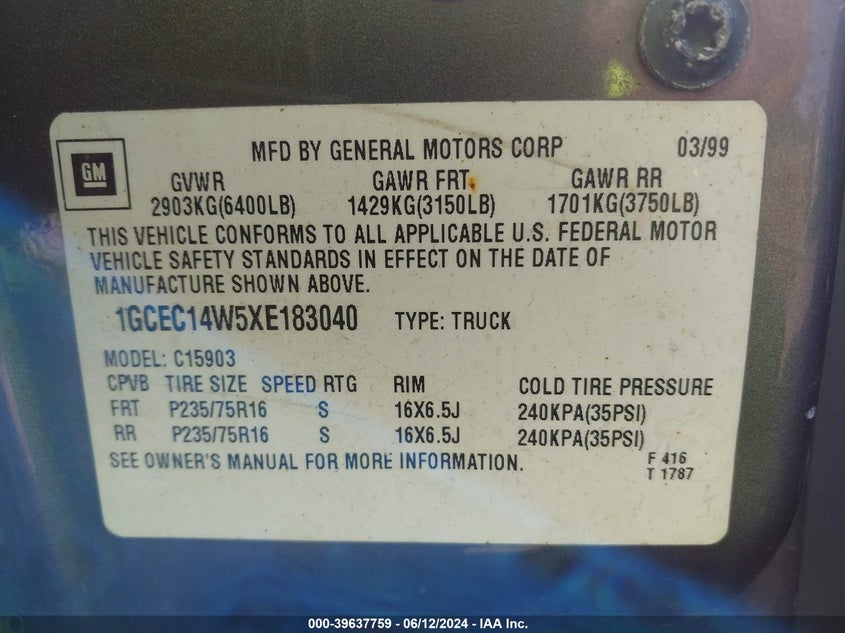 GM
MFD BY GENERAL MOTORS CORP 03/99
GVWR GAWR FRT GAWR RR
2903KG(6400LB) 1429KG(3150LB) 1701KG(3750LB)
THIS VEHICLE CONFORMS TO ALL APPLICABLE U.S. FEDERAL MOTOR
VEHICLE SAFETY STANDARDS IN EFFECT ON THE DATE OF
MANUFACTURE SHOWN ABOVE.
1GCEC14W5XE183040 TYPE: TRUCK
MODEL: C15903
CPVB TIRE SIZE SPEED RTG RIM COLD TIRE PRESSURE
FRT P235/75R16 S 16X6.5J 240KPA(35PSI)
RR P235/75R16 S 16X6.5J 240KPA(35PSI)
SEE OWNER'S MANUAL FOR MORE INFORMATION.
F 416
T 1787
000-39637759 - 06/12/2024 - IAA Inc.